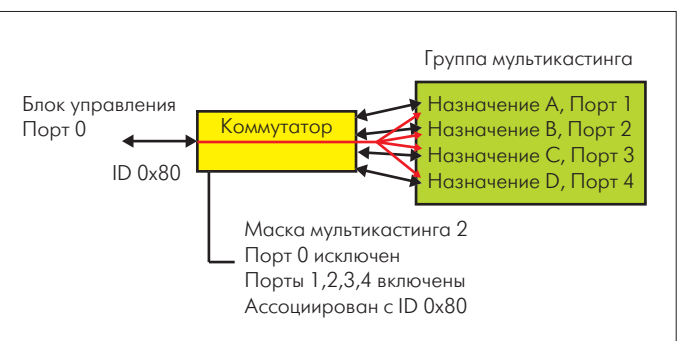 Группа мультикастинга
Блок управления
Порт 0
ID 0x80
Коммутатор
Назначение A, Порт 1
Назначение B, Порт 2
Назначение C, Порт 3
Назначение D, Порт 4
Маска мультикастинга 2
Порт 0 исключен
Порты 1,2,3,4 включены
Ассоциирован с ID 0x80